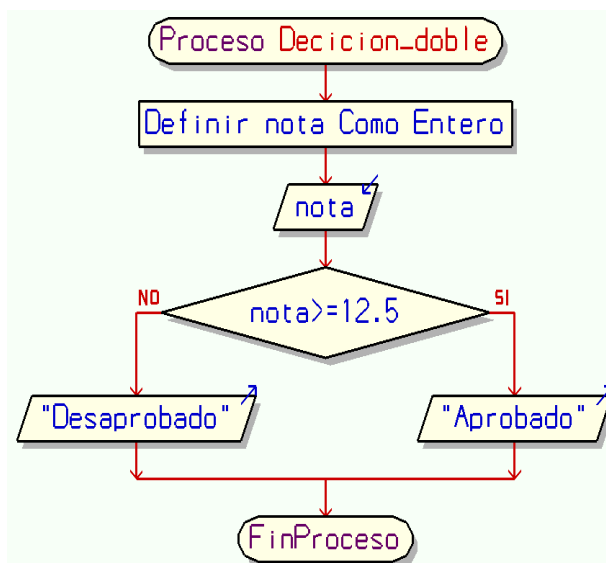 Proceso Decicion_doble
Definir nota Como Entero
nota
nota>=12.5
NO
SI
"Desaprobado"
"Aprobado"
FinProceso